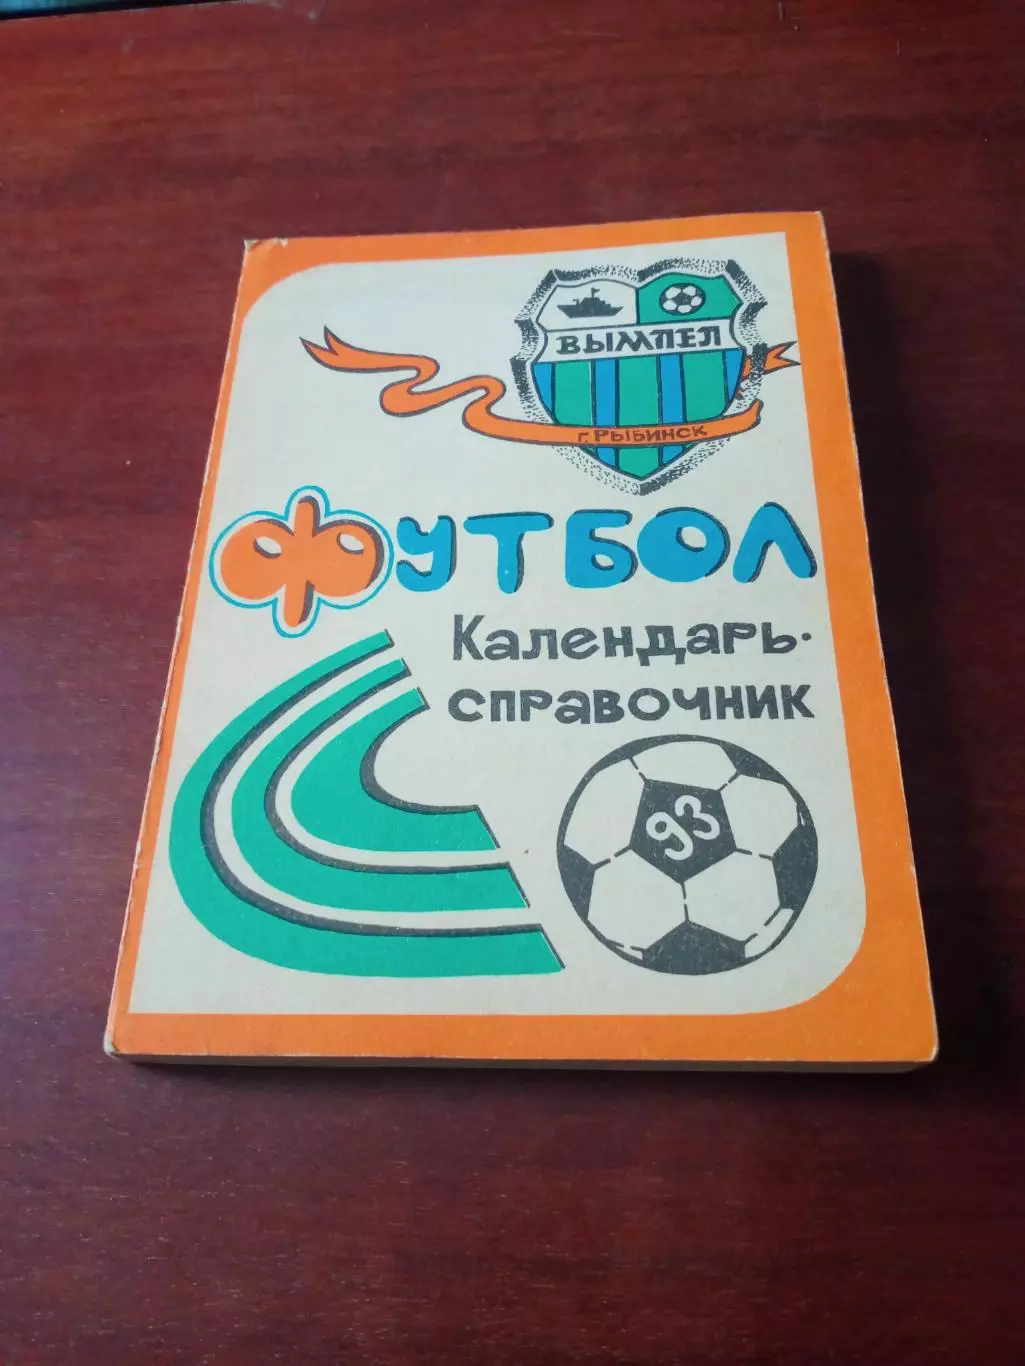 ВЫМПЕЛ
г. РЫБИНСК
ФУТБОЛ
Календарь-
справочник
93